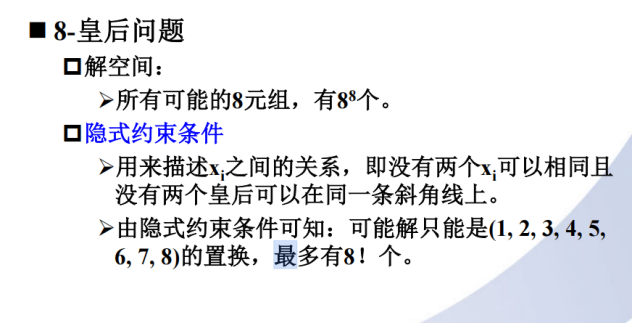 ■ 8-皇后问题
□解空间：
➢所有可能的8元组，有8⁸个。
□隐式约束条件
➢用来描述xᵢ之间的关系，即没有两个xᵢ可以相同且
没有两个皇后可以在同一条斜角线上。
➢由隐式约束条件可知：可能解只能是(1, 2, 3, 4, 5,
6, 7, 8)的置换，最多有8！个。